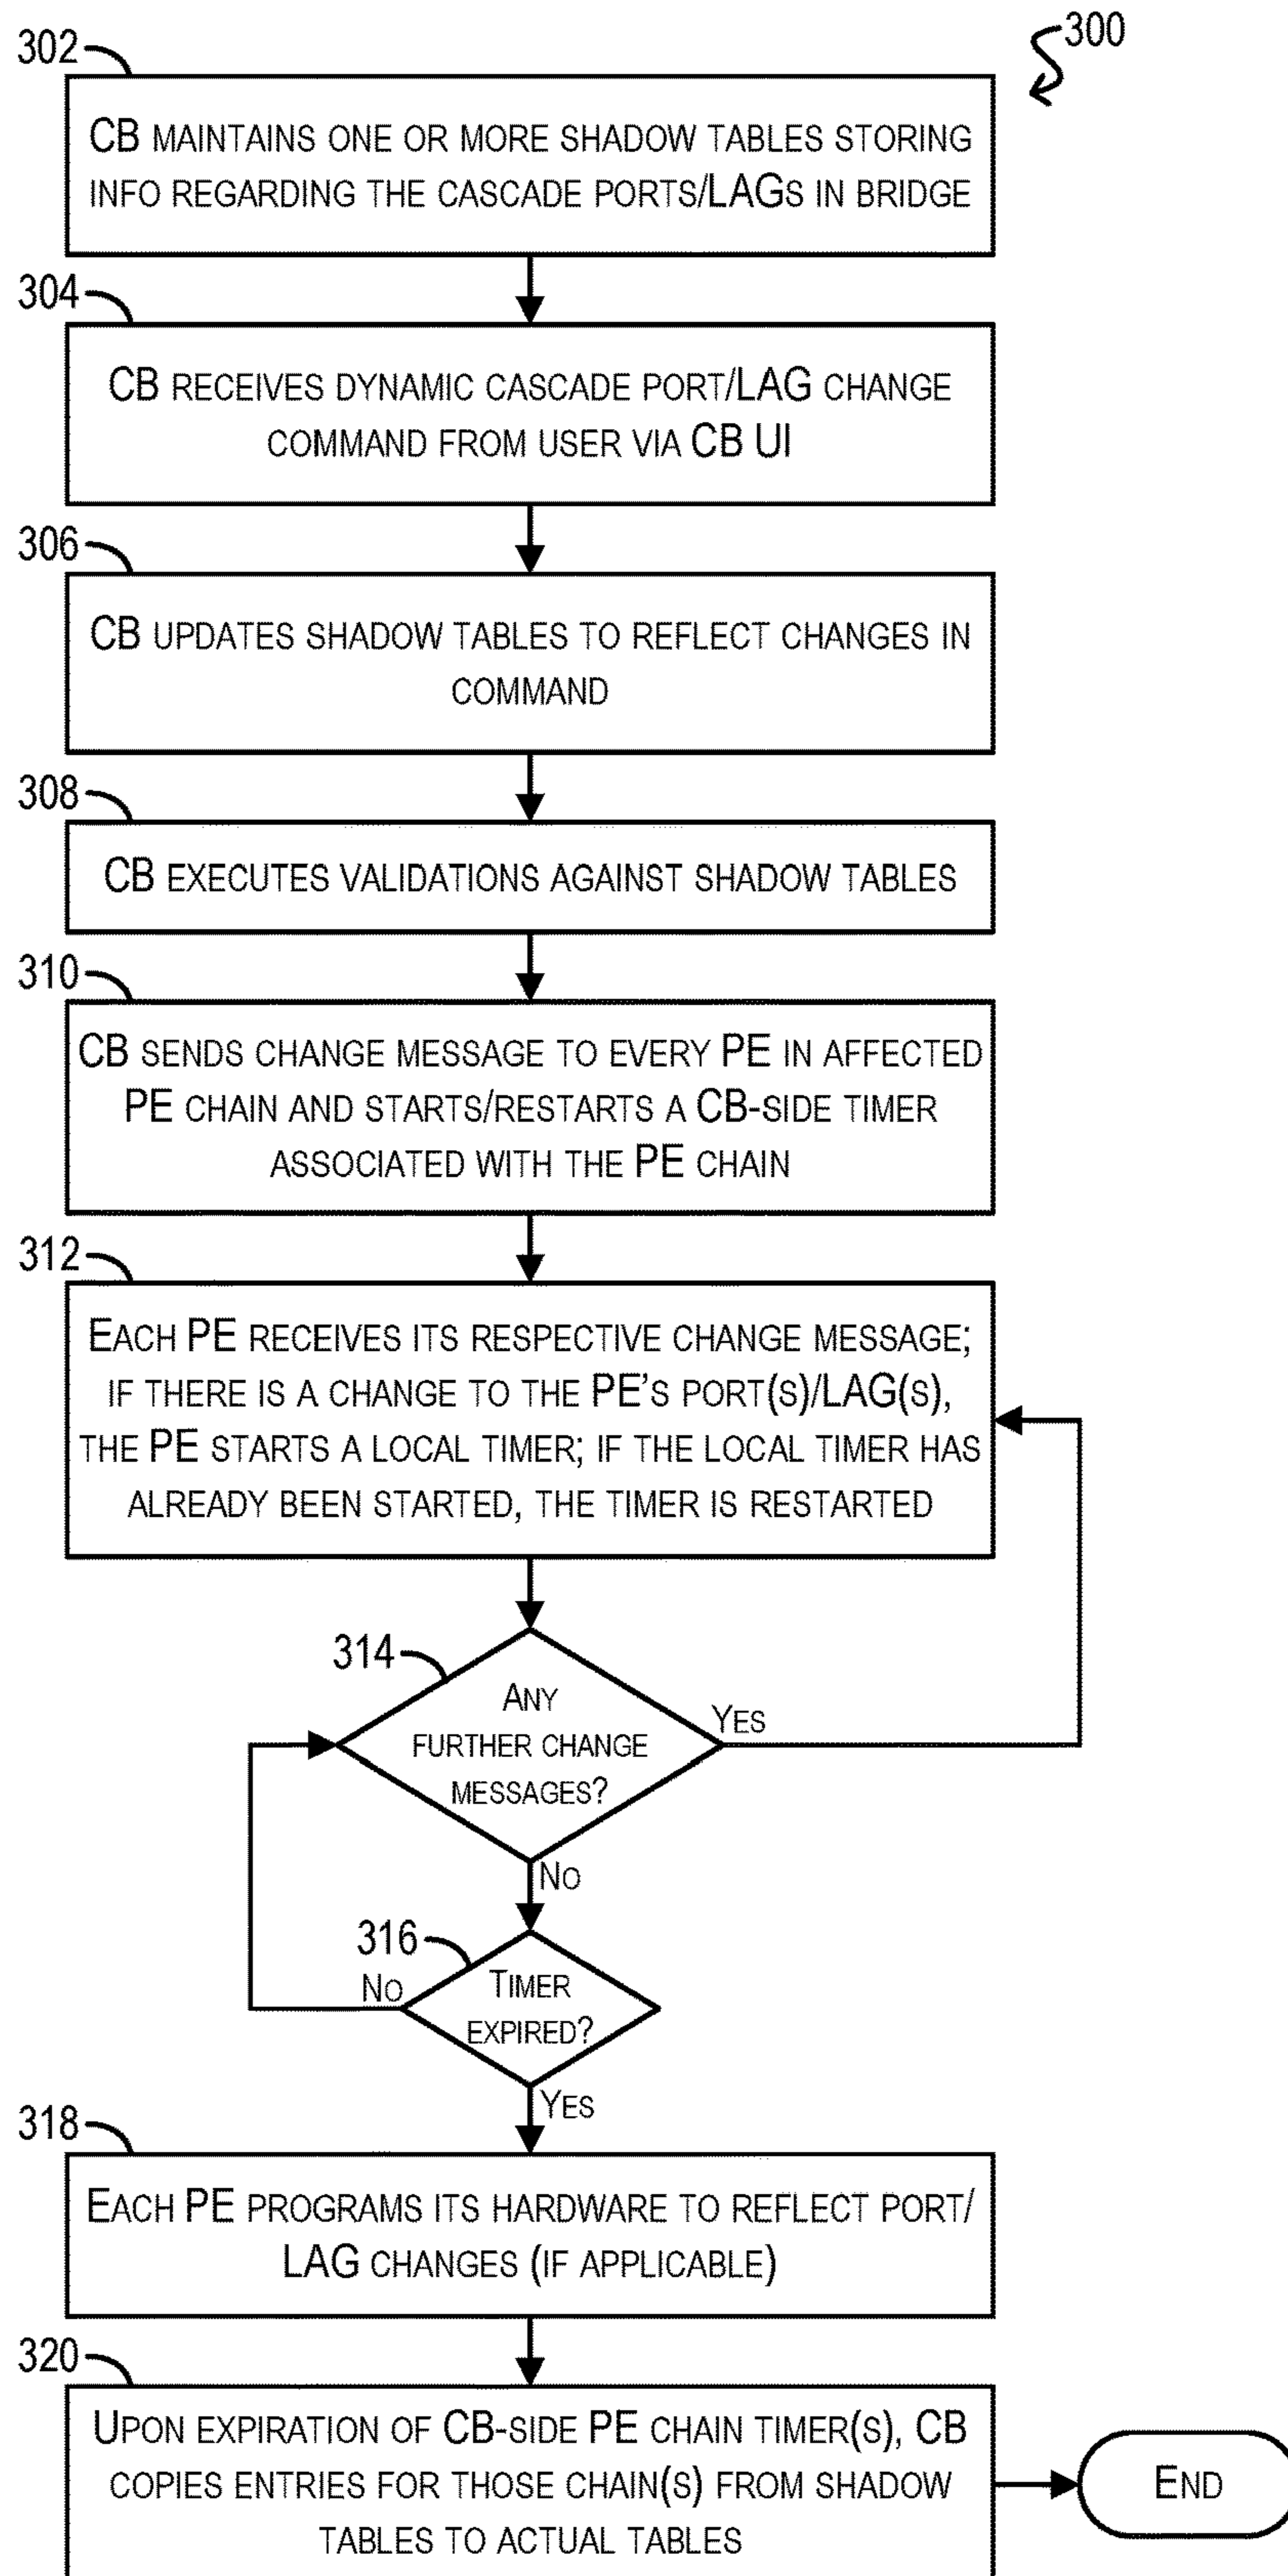 300
302
CB MAINTAINS ONE OR MORE SHADOW TABLES STORING
INFO REGARDING THE CASCADE PORTS/LAGS IN BRIDGE
304
CB RECEIVES DYNAMIC CASCADE PORT/LAG CHANGE
COMMAND FROM USER VIA CB UI
306
CB UPDATES SHADOW TABLES TO REFLECT CHANGES IN
COMMAND
308
CB EXECUTES VALIDATIONS AGAINST SHADOW TABLES
310
CB SENDS CHANGE MESSAGE TO EVERY PE IN AFFECTED
PE CHAIN AND STARTS/RESTARTS A CB-SIDE TIMER
ASSOCIATED WITH THE PE CHAIN
312
EACH PE RECEIVES ITS RESPECTIVE CHANGE MESSAGE;
IF THERE IS A CHANGE TO THE PE'S PORT(S)/LAG(S),
THE PE STARTS A LOCAL TIMER; IF THE LOCAL TIMER HAS
ALREADY BEEN STARTED, THE TIMER IS RESTARTED
314
ANY
FURTHER CHANGE
MESSAGES?
YES
NO
316
TIMER
EXPIRED?
NO
YES
318
EACH PE PROGRAMS ITS HARDWARE TO REFLECT PORT/
LAG CHANGES (IF APPLICABLE)
320
UPON EXPIRATION OF CB-SIDE PE CHAIN TIMER(S), CB
COPIES ENTRIES FOR THOSE CHAIN(S) FROM SHADOW
TABLES TO ACTUAL TABLES
END